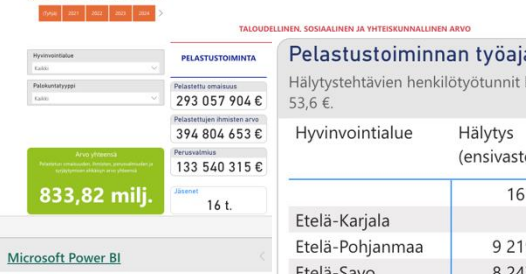 (Tyhjä) 2021 2022 2023 2024
TALOUDELLINEN, SOSIAALINEN JA YHTEISKUNNALLINEN ARVO
Hyvinvointialue
Kaikki
Palokuntatyyppi
Kaikki
Arvo yhteensä
833,82 milj.
PELASTUSTOIMINTA
Pelastettu omaisuus
293 057 904 €
Pelastettujen ihmisten arvo
394 804 653 €
Perusvalmius
133 540 315 €
Jäsenet
16 t.
Pelastustoiminnan työaja
Hälytystehtävien henkilötyötunnit
53,6 €.
Hyvinvointialue Hälytys
(ensivaste
16
Etelä-Karjala
Etelä-Pohjanmaa 9 219
Etelä-Savo 8 24
Microsoft Power BI